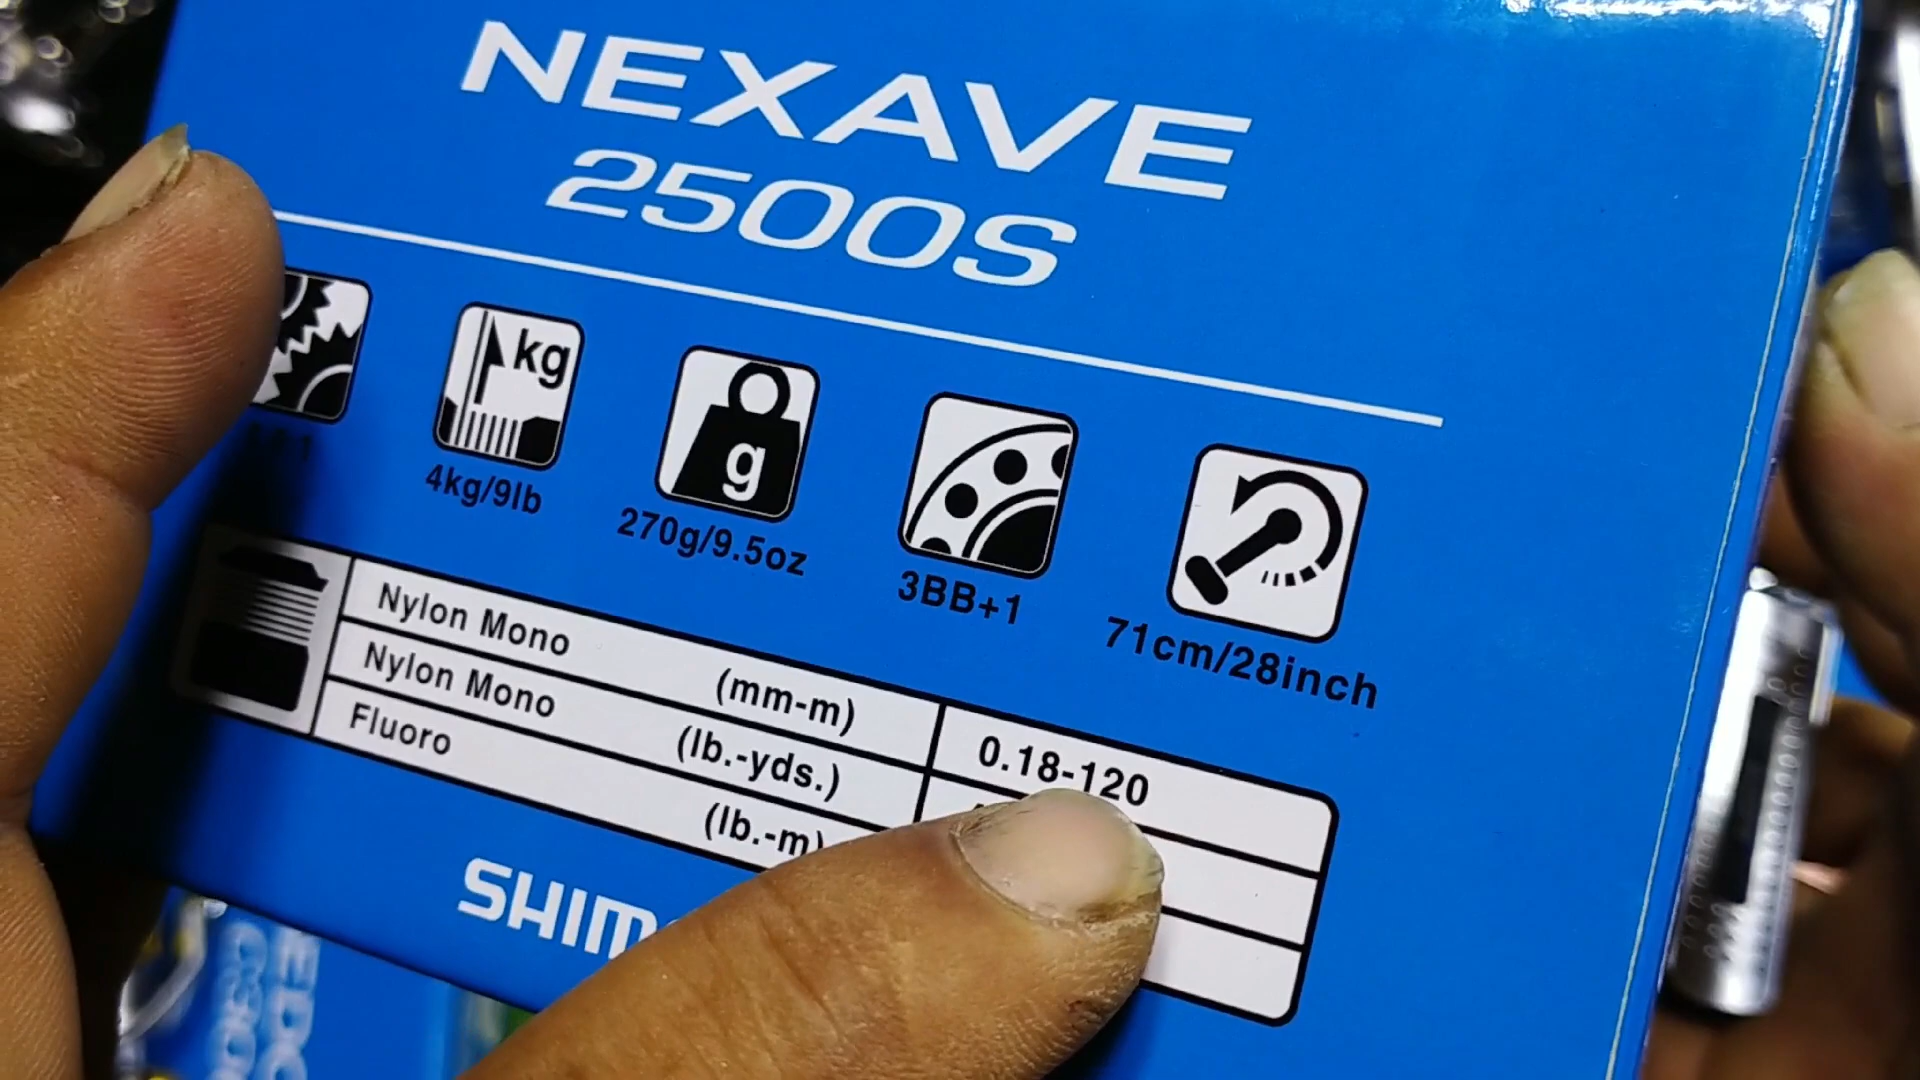 NEXAVE
2500S
kg
g
4kg/9lb
270g/9.5oz
3BB+1
71cm/28inch
Nylon Mono (mm-m) 0.18-120
Nylon Mono (lb.-yds.)
Fluoro (lb.-m)
SHIM